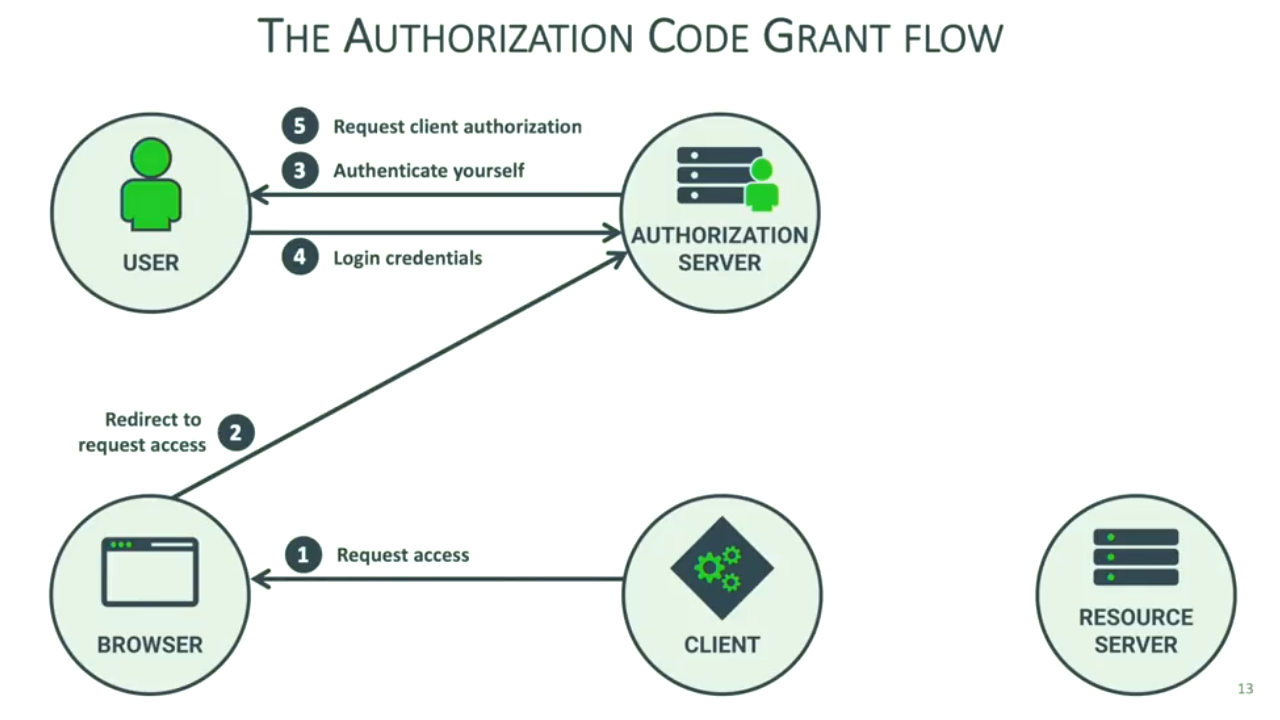 THE AUTHORIZATION CODE GRANT FLOW
5 Request client authorization
3 Authenticate yourself
4 Login credentials
USER
AUTHORIZATION
SERVER
Redirect to
request access
2
1 Request access
BROWSER
CLIENT
RESOURCE
SERVER
13